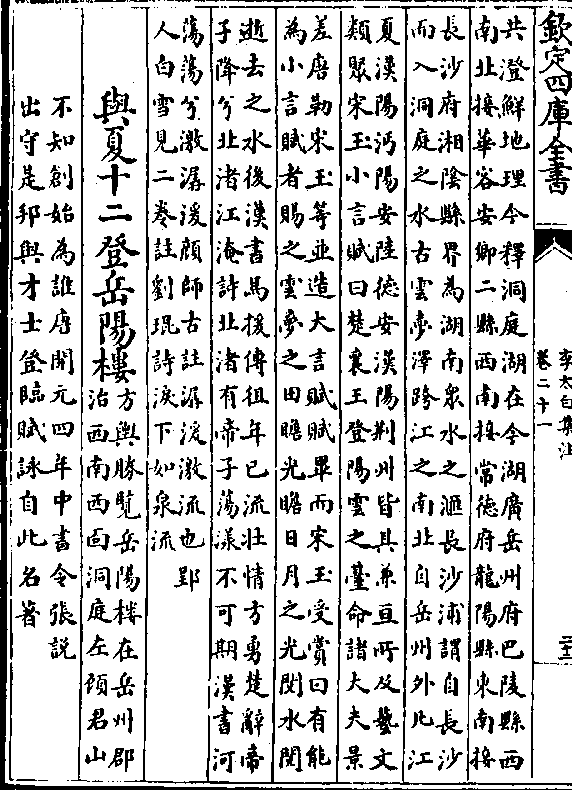 欽定四庫全書
李太白集注
卷二十一
共澄鮮地理今釋洞庭湖在今湖廣岳州府巴陵縣西
南北接華容安鄉二縣西南接常德府龍陽縣東南接
長沙府湘陰縣界為湖南衆水之滙長沙浦謂自長沙
而入洞庭之水古雲夢澤跨江之南北自岳州外凡江
夏漢陽沔陽安陸德安漢陽荆州皆其兼亘所及藝文
類聚宋玉小言賦曰楚襄王登陽雲之臺命諸大夫景
差唐勒宋玉等並造大言賦賦畢而宋玉受賞曰有能
為小言賦者賜之雲夢之田瞻光瞻日月之光閲水閲
逝去之水後漢書馬援傳徂年已流壯情方勇楚辭帝
子降兮北渚江淹詩北渚有帝子蕩漾不可期漢書河
蕩蕩兮激潺湲顔師古註潺湲激流也郢
人白雪見二卷註劉琨詩淚下如泉流
與夏十二登岳陽樓
方輿勝覽岳陽樓在岳州郡
治西南西面洞庭左顧君山
不知創始為誰唐開元四年中書令張説
出守是邦與才士登臨賦詠自此名著